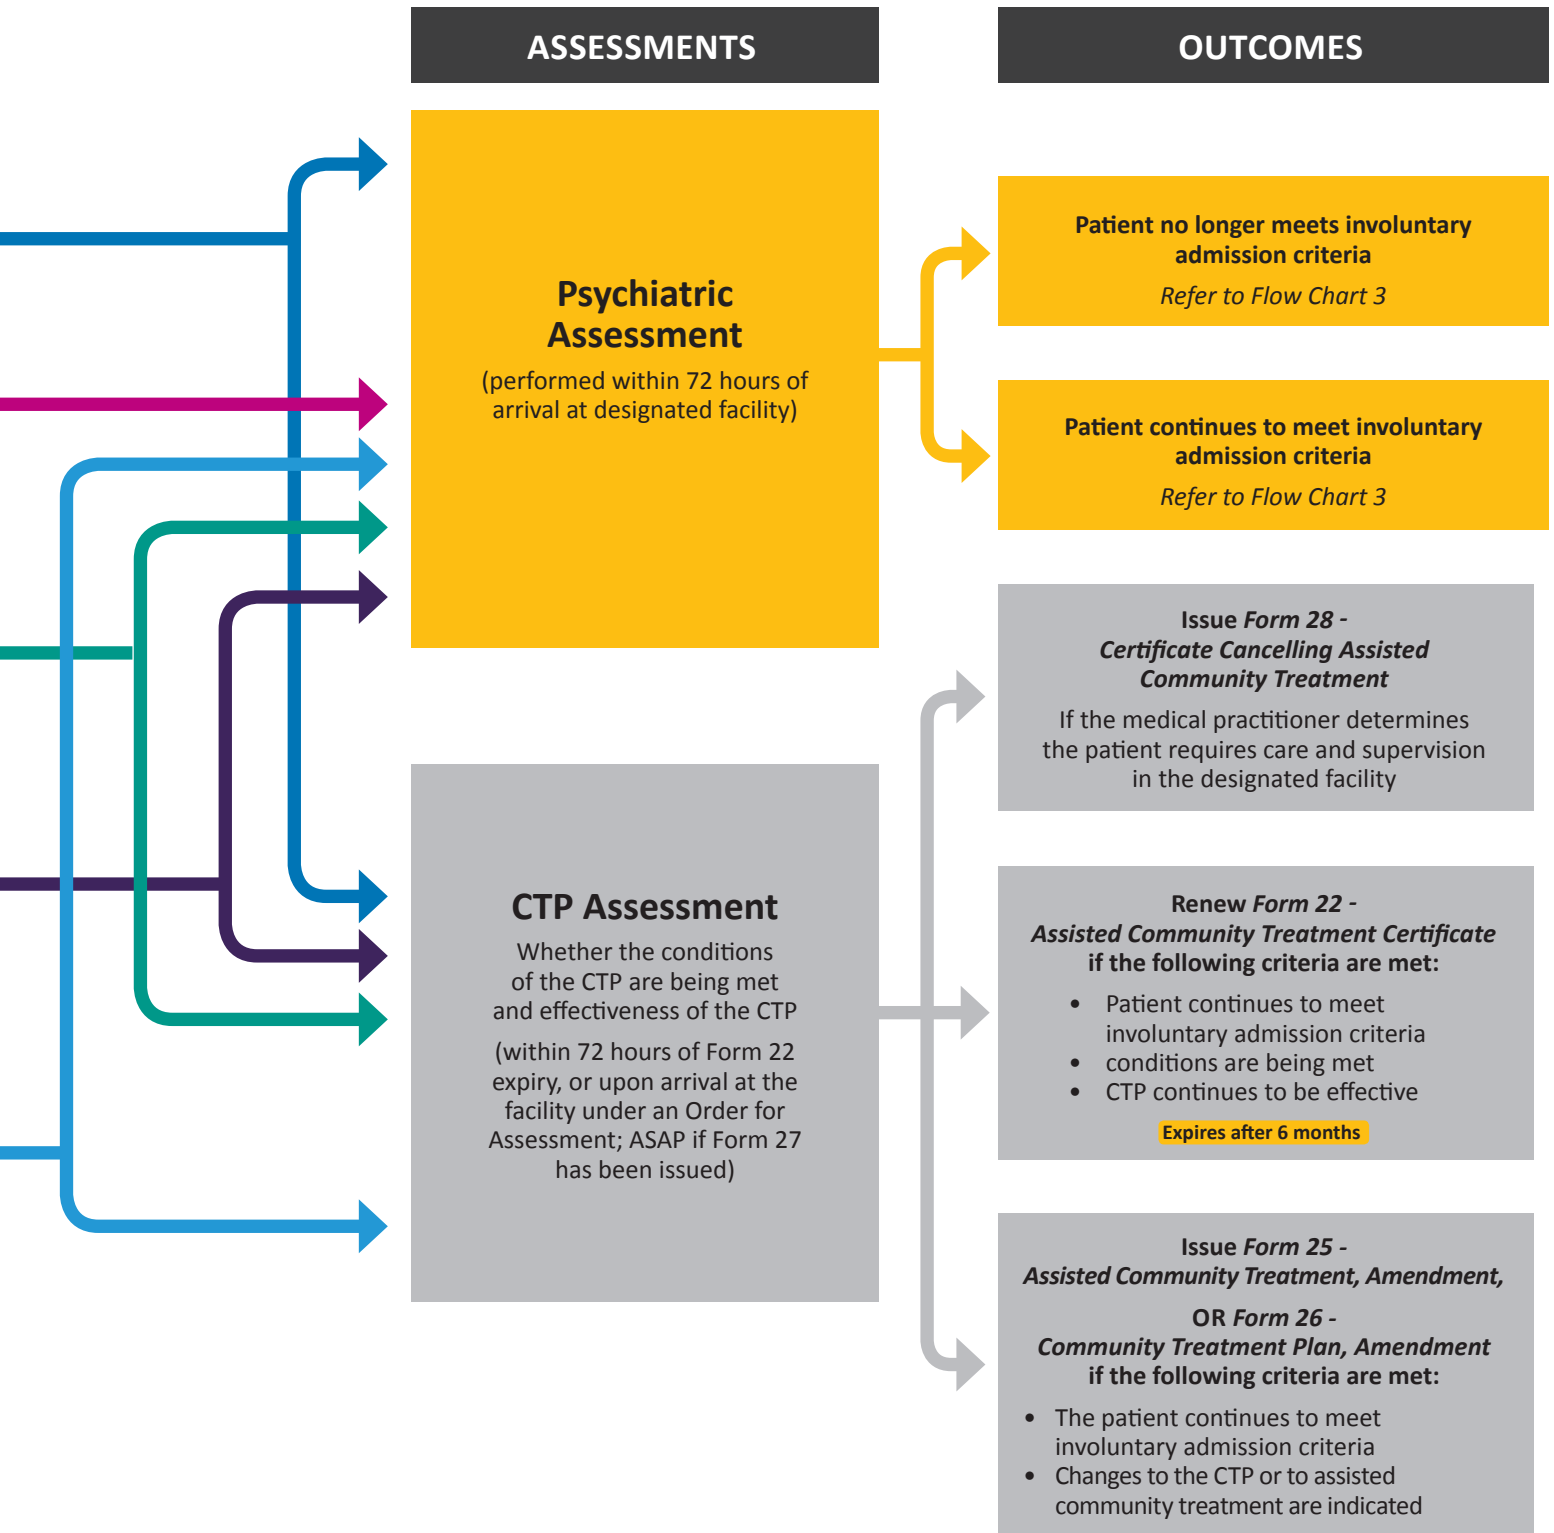 ASSESSMENTS
OUTCOMES
Psychiatric
Assessment
(performed within 72 hours of
arrival at designated facility)
Patient no longer meets involuntary
admission criteria
Refer to Flow Chart 3
Patient continues to meet involuntary
admission criteria
Refer to Flow Chart 3
CTP Assessment
Whether the conditions
of the CTP are being met
and effectiveness of the CTP
(within 72 hours of Form 22
expiry, or upon arrival at the
facility under an Order for
Assessment; ASAP if Form 27
has been issued)
Issue Form 28 -
Certificate Cancelling Assisted
Community Treatment
If the medical practitioner determines
the patient requires care and supervision
in the designated facility
Renew Form 22 -
Assisted Community Treatment Certificate
if the following criteria are met:
• Patient continues to meet
involuntary admission criteria
• conditions are being met
• CTP continues to be effective
Expires after 6 months
Issue Form 25 -
Assisted Community Treatment, Amendment,
OR Form 26 -
Community Treatment Plan, Amendment
if the following criteria are met:
• The patient continues to meet
involuntary admission criteria
• Changes to the CTP or to assisted
community treatment are indicated